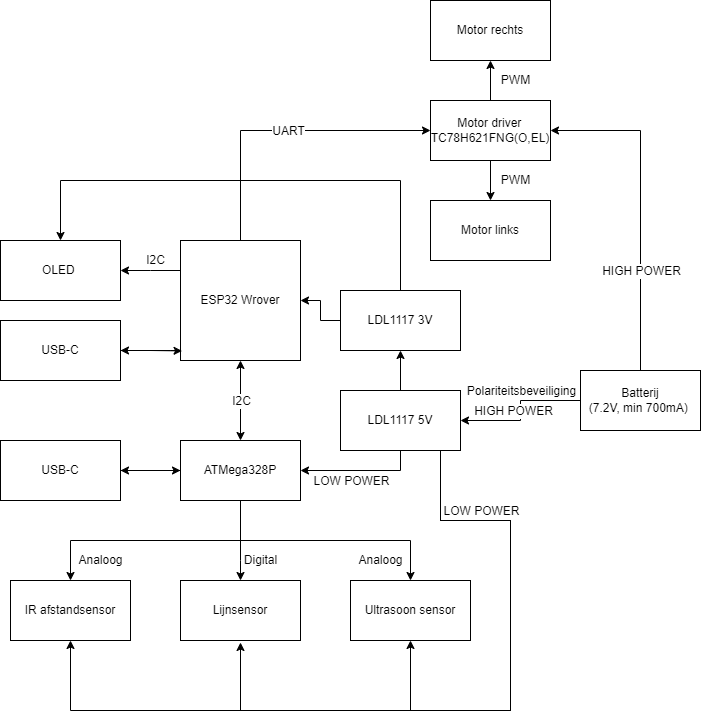 Motor rechts
PWM
Motor driver
TC78H621FNG(O,EL)
UART
PWM
Motor links
OLED
I2C
ESP32 Wrover
HIGH POWER
LDL1117 3V
USB-C
Polariteitsbeveiliging
HIGH POWER
Batterij
(7.2V, min 700mA)
I2C
LDL1117 5V
USB-C
ATMega328P
LOW POWER
LOW POWER
Analoog
Digital
Analoog
IR afstandsensor
Lijnsensor
Ultrasoon sensor